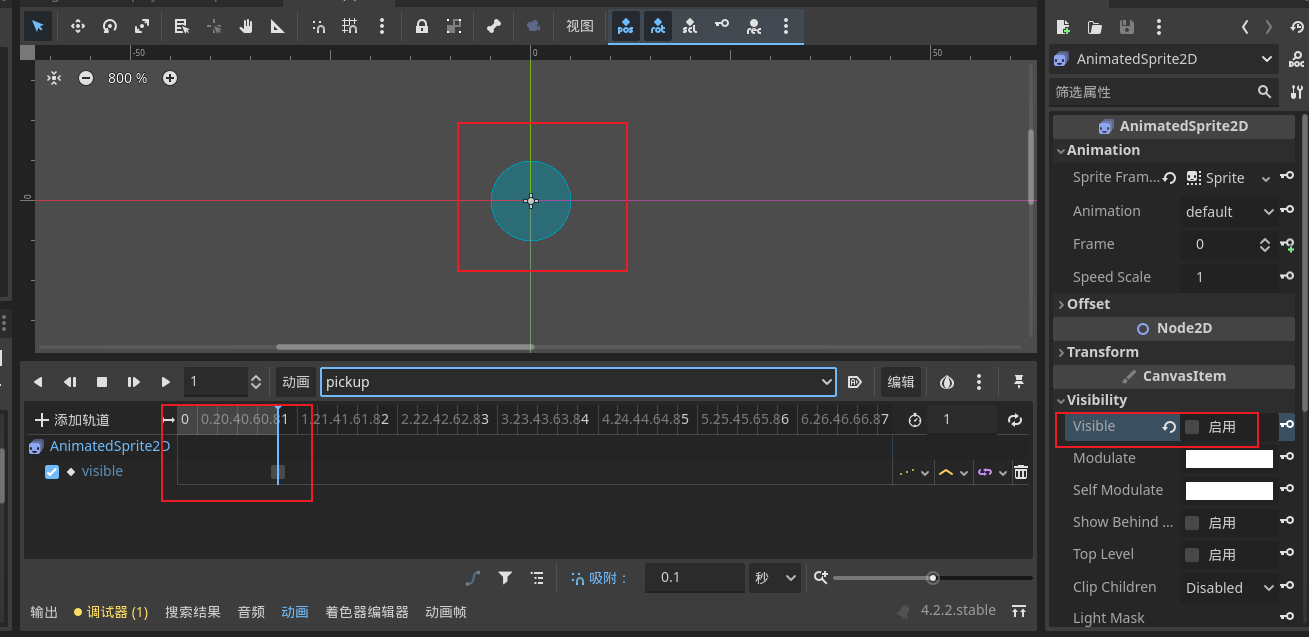 视图
pos
rot
scl
rec
-50
0
50
800 %
0
AnimatedSprite2D
DOC
筛选属性
AnimatedSprite2D
Animation
Sprite Fram...
Sprite
Animation
default
Frame
0
Speed Scale
1
Offset
Node2D
Transform
CanvasItem
Visibility
Visible
启用
Modulate
Self Modulate
Show Behind ...
启用
Top Level
启用
Clip Children
Disabled
Light Mask
1
动画
pickup
编辑
添加轨道
0 0.20.40.60.81 1.21.41.61.82 2.22.42.62.83 3.23.43.63.84 4.24.44.64.85 5.25.45.65.86 6.26.46.66.87
1
AnimatedSprite2D
visible
吸附：
0.1
秒
输出
调试器 (1)
搜索结果
音频
动画
着色器编辑器
动画帧
4.2.2.stable